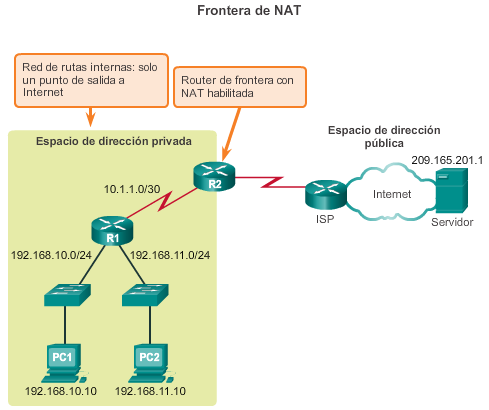 Frontera de NAT
Red de rutas internas: solo
un punto de salida a
Internet
Router de frontera con
NAT habilitada
Espacio de dirección privada
Espacio de dirección
pública
209.165.201.1
10.1.1.0/30
R2
ISP
Internet
Servidor
R1
192.168.10.0/24
192.168.11.0/24
PC1
PC2
192.168.10.10
192.168.11.10